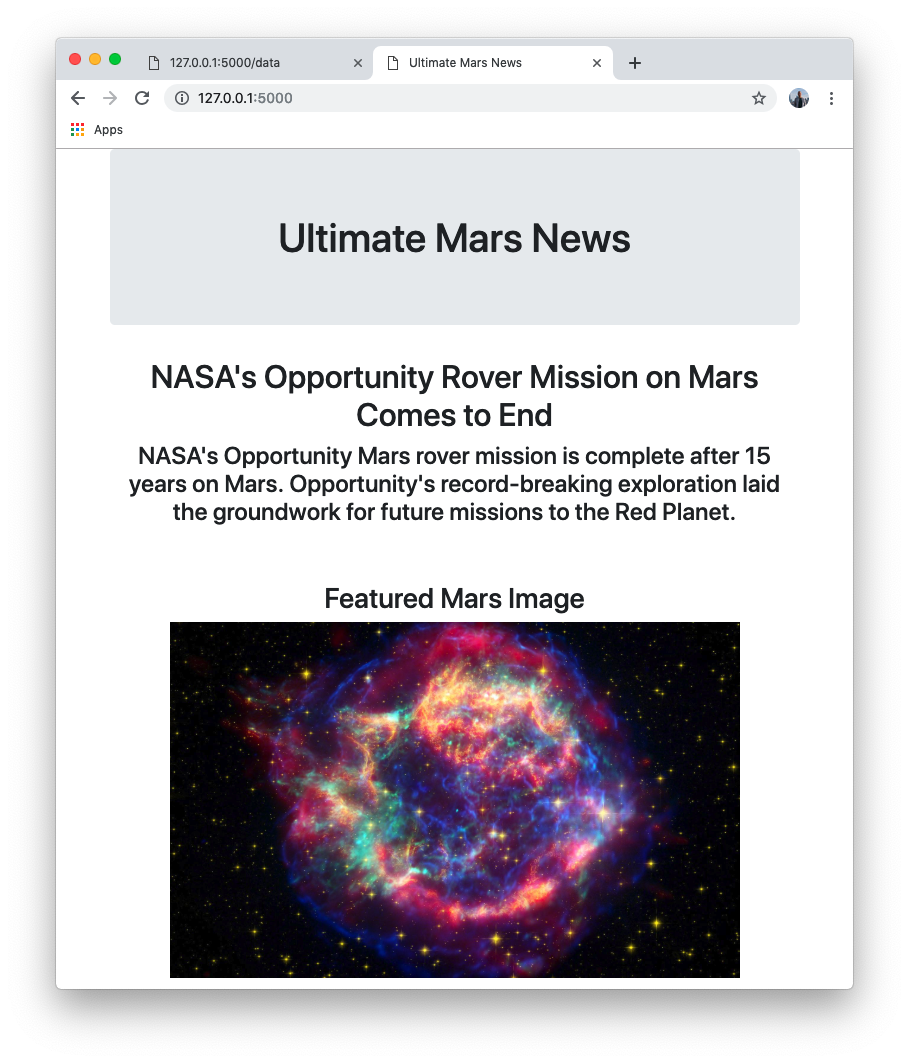 127.0.0.1:5000/data
Ultimate Mars News
127.0.0.1:5000
Apps
Ultimate Mars News
NASA's Opportunity Rover Mission on Mars
Comes to End
NASA's Opportunity Mars rover mission is complete after 15
years on Mars. Opportunity's record-breaking exploration laid
the groundwork for future missions to the Red Planet.
Featured Mars Image